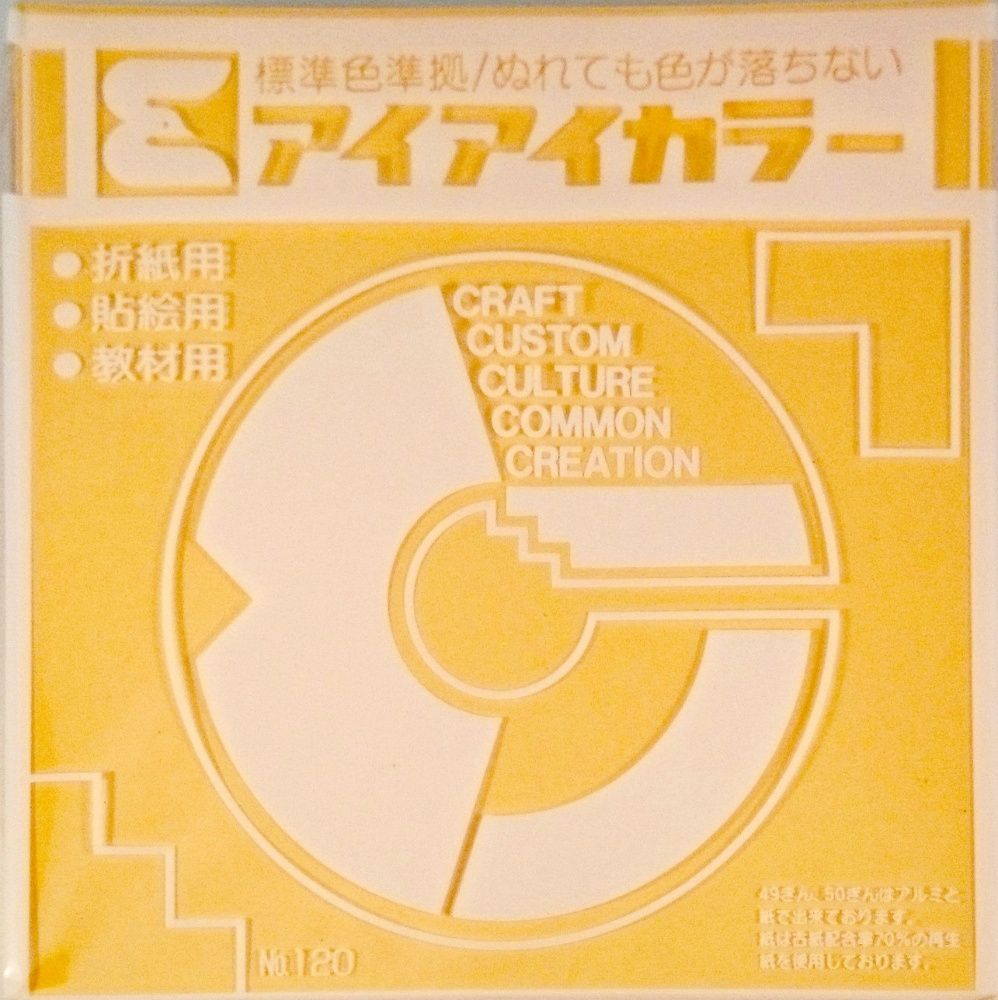 標準色準拠/ぬれても色が落ちない
アイアイカラー
●折紙用
●貼絵用
●教材用
CRAFT
CUSTOM
CULTURE
COMMON
CREATION
49きん、50ぎんはアルミと
紙で出来ております。
紙は古紙配合率70%の再生
紙を使用しております。
No.120